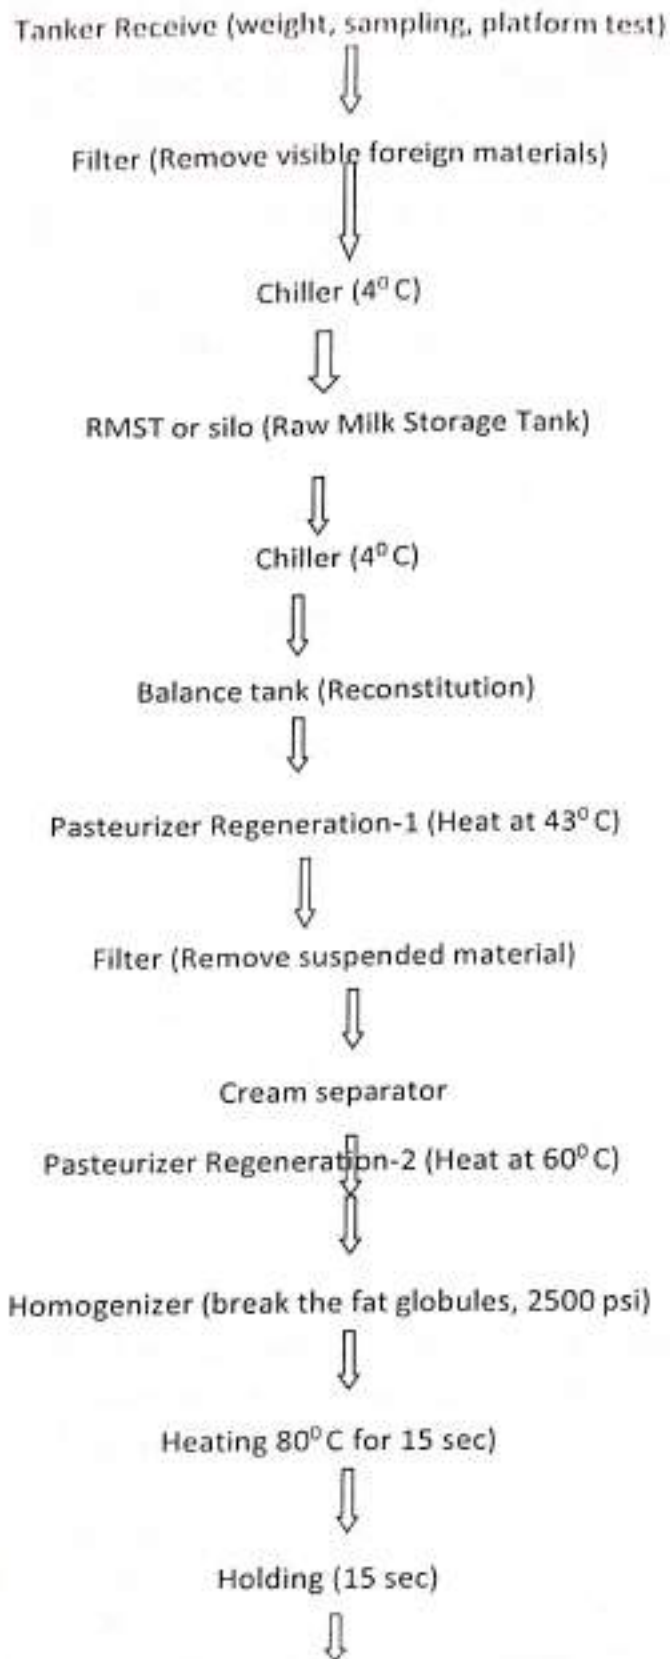 Tanker Receive (weight, sampling, platform test)
Filter (Remove visible foreign materials)
Chiller (4⁰ C)
RMST or silo (Raw Milk Storage Tank)
Chiller (4⁰ C)
Balance tank (Reconstitution)
Pasteurizer Regeneration-1 (Heat at 43⁰ C)
Filter (Remove suspended material)
Cream separator
Pasteurizer Regeneration-2 (Heat at 60⁰ C)
Homogenizer (break the fat globules, 2500 psi)
Heating 80⁰ C for 15 sec)
Holding (15 sec)